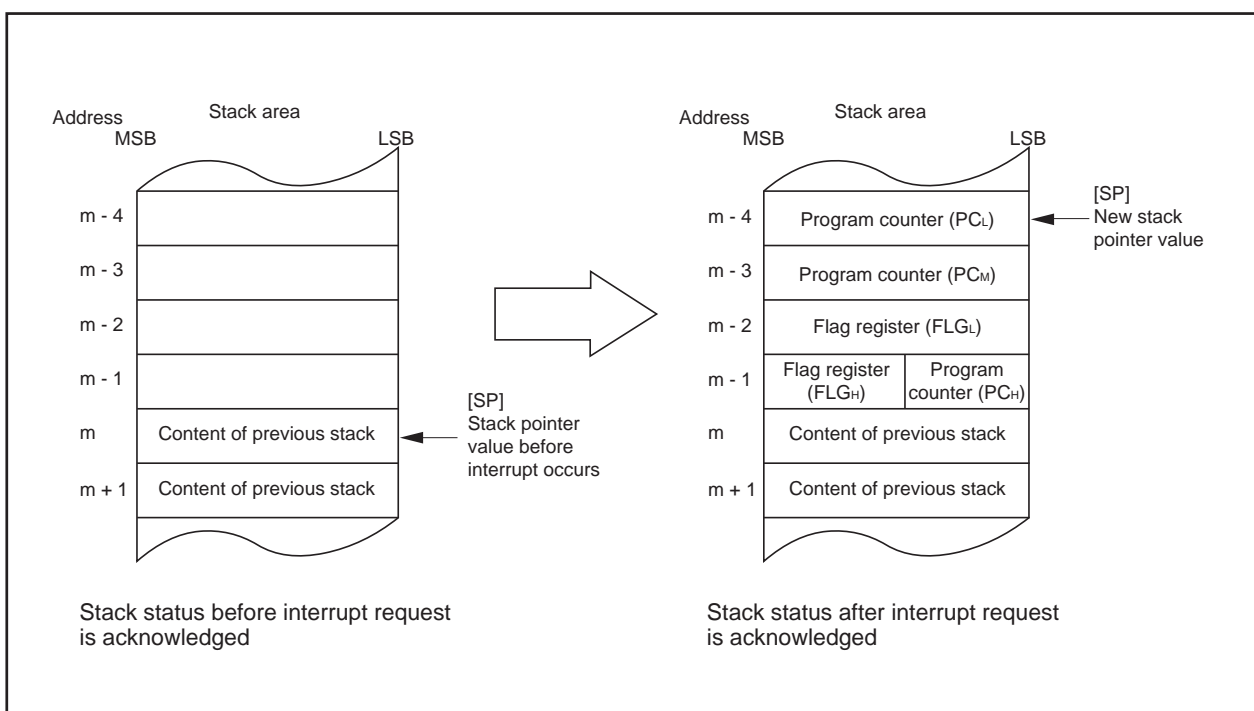 Stack area
Address
MSB
LSB
m - 4
m - 3
m - 2
m - 1
m
Content of previous stack
m + 1
Content of previous stack
[SP]
Stack pointer
value before
interrupt occurs
Stack status before interrupt request
is acknowledged
Stack area
Address
MSB
LSB
m - 4
Program counter (PCL)
m - 3
Program counter (PCM)
m - 2
Flag register (FLGL)
m - 1
Flag register
(FLGH)
Program
counter (PCH)
m
Content of previous stack
m + 1
Content of previous stack
[SP]
New stack
pointer value
Stack status after interrupt request
is acknowledged